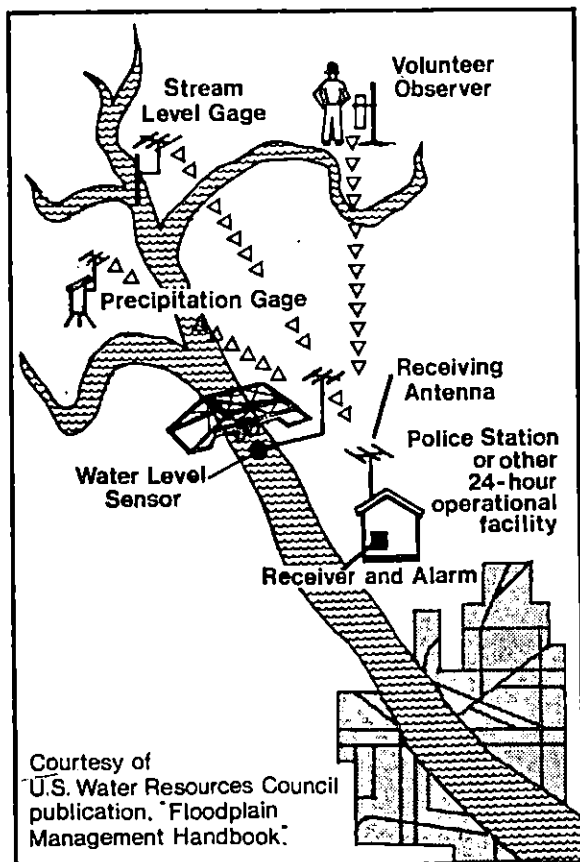 Stream
Level Gage
Volunteer
Observer
Precipitation Gage
Receiving
Antenna
Water Level
Sensor
Police Station
or other
24-hour
operational
facility
Receiver and Alarm
Courtesy of
U.S. Water Resources Council
publication. "Floodplain
Management Handbook".